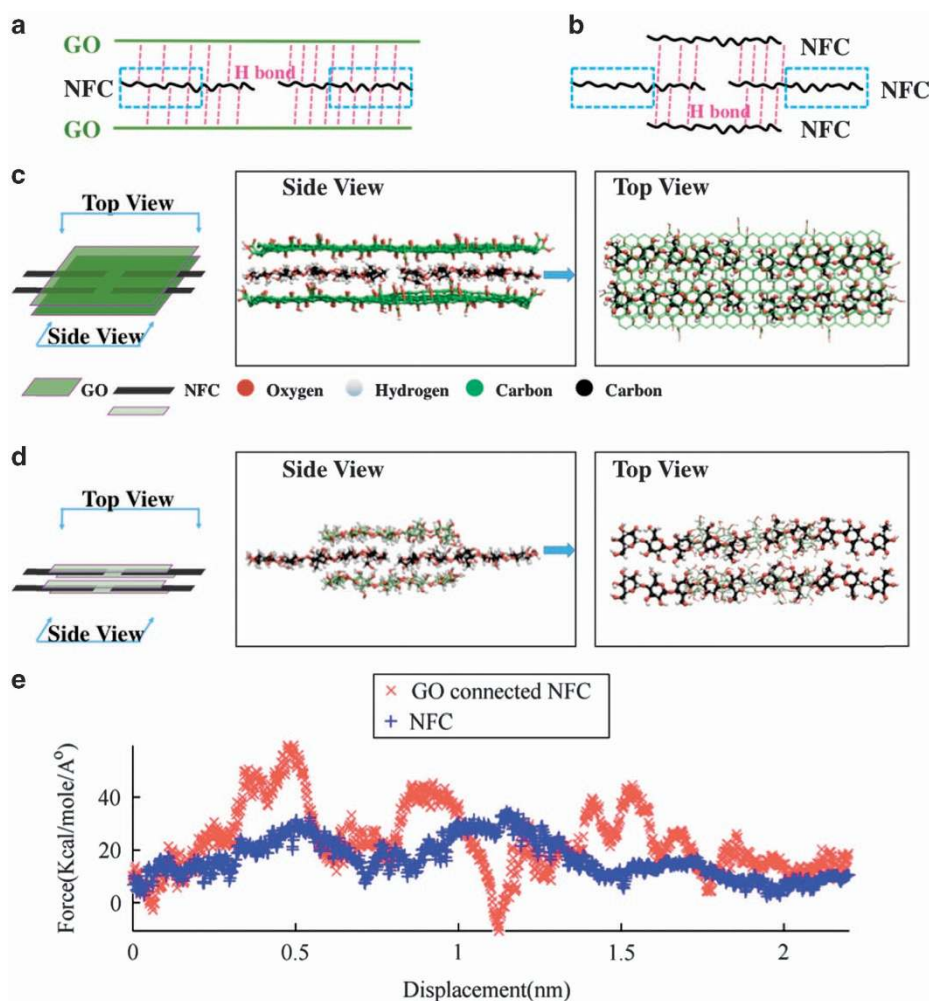 a
GO
NFC
H bond
GO
b
NFC
NFC
H bond
NFC
c
Top View
Side View
Side View
Top View
GO NFC Oxygen Hydrogen Carbon Carbon
d
Top View
Side View
Side View
Top View
e
GO connected NFC
NFC
Force(Kcal/mole/A°)
40
20
0
0 0.5 1 1.5 2
Displacement(nm)